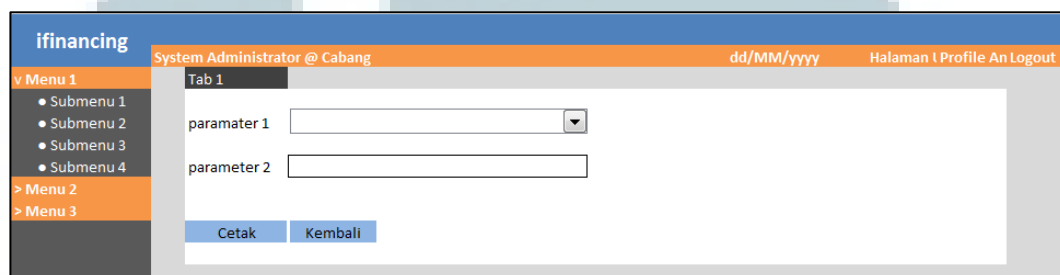 ifinancing
System Administrator @ Cabang dd/MM/yyyy Halaman U Profile An Logout
v Menu 1
● Submenu 1
● Submenu 2
● Submenu 3
● Submenu 4
> Menu 2
> Menu 3
Tab 1
paramater 1
parameter 2
Cetak Kembali